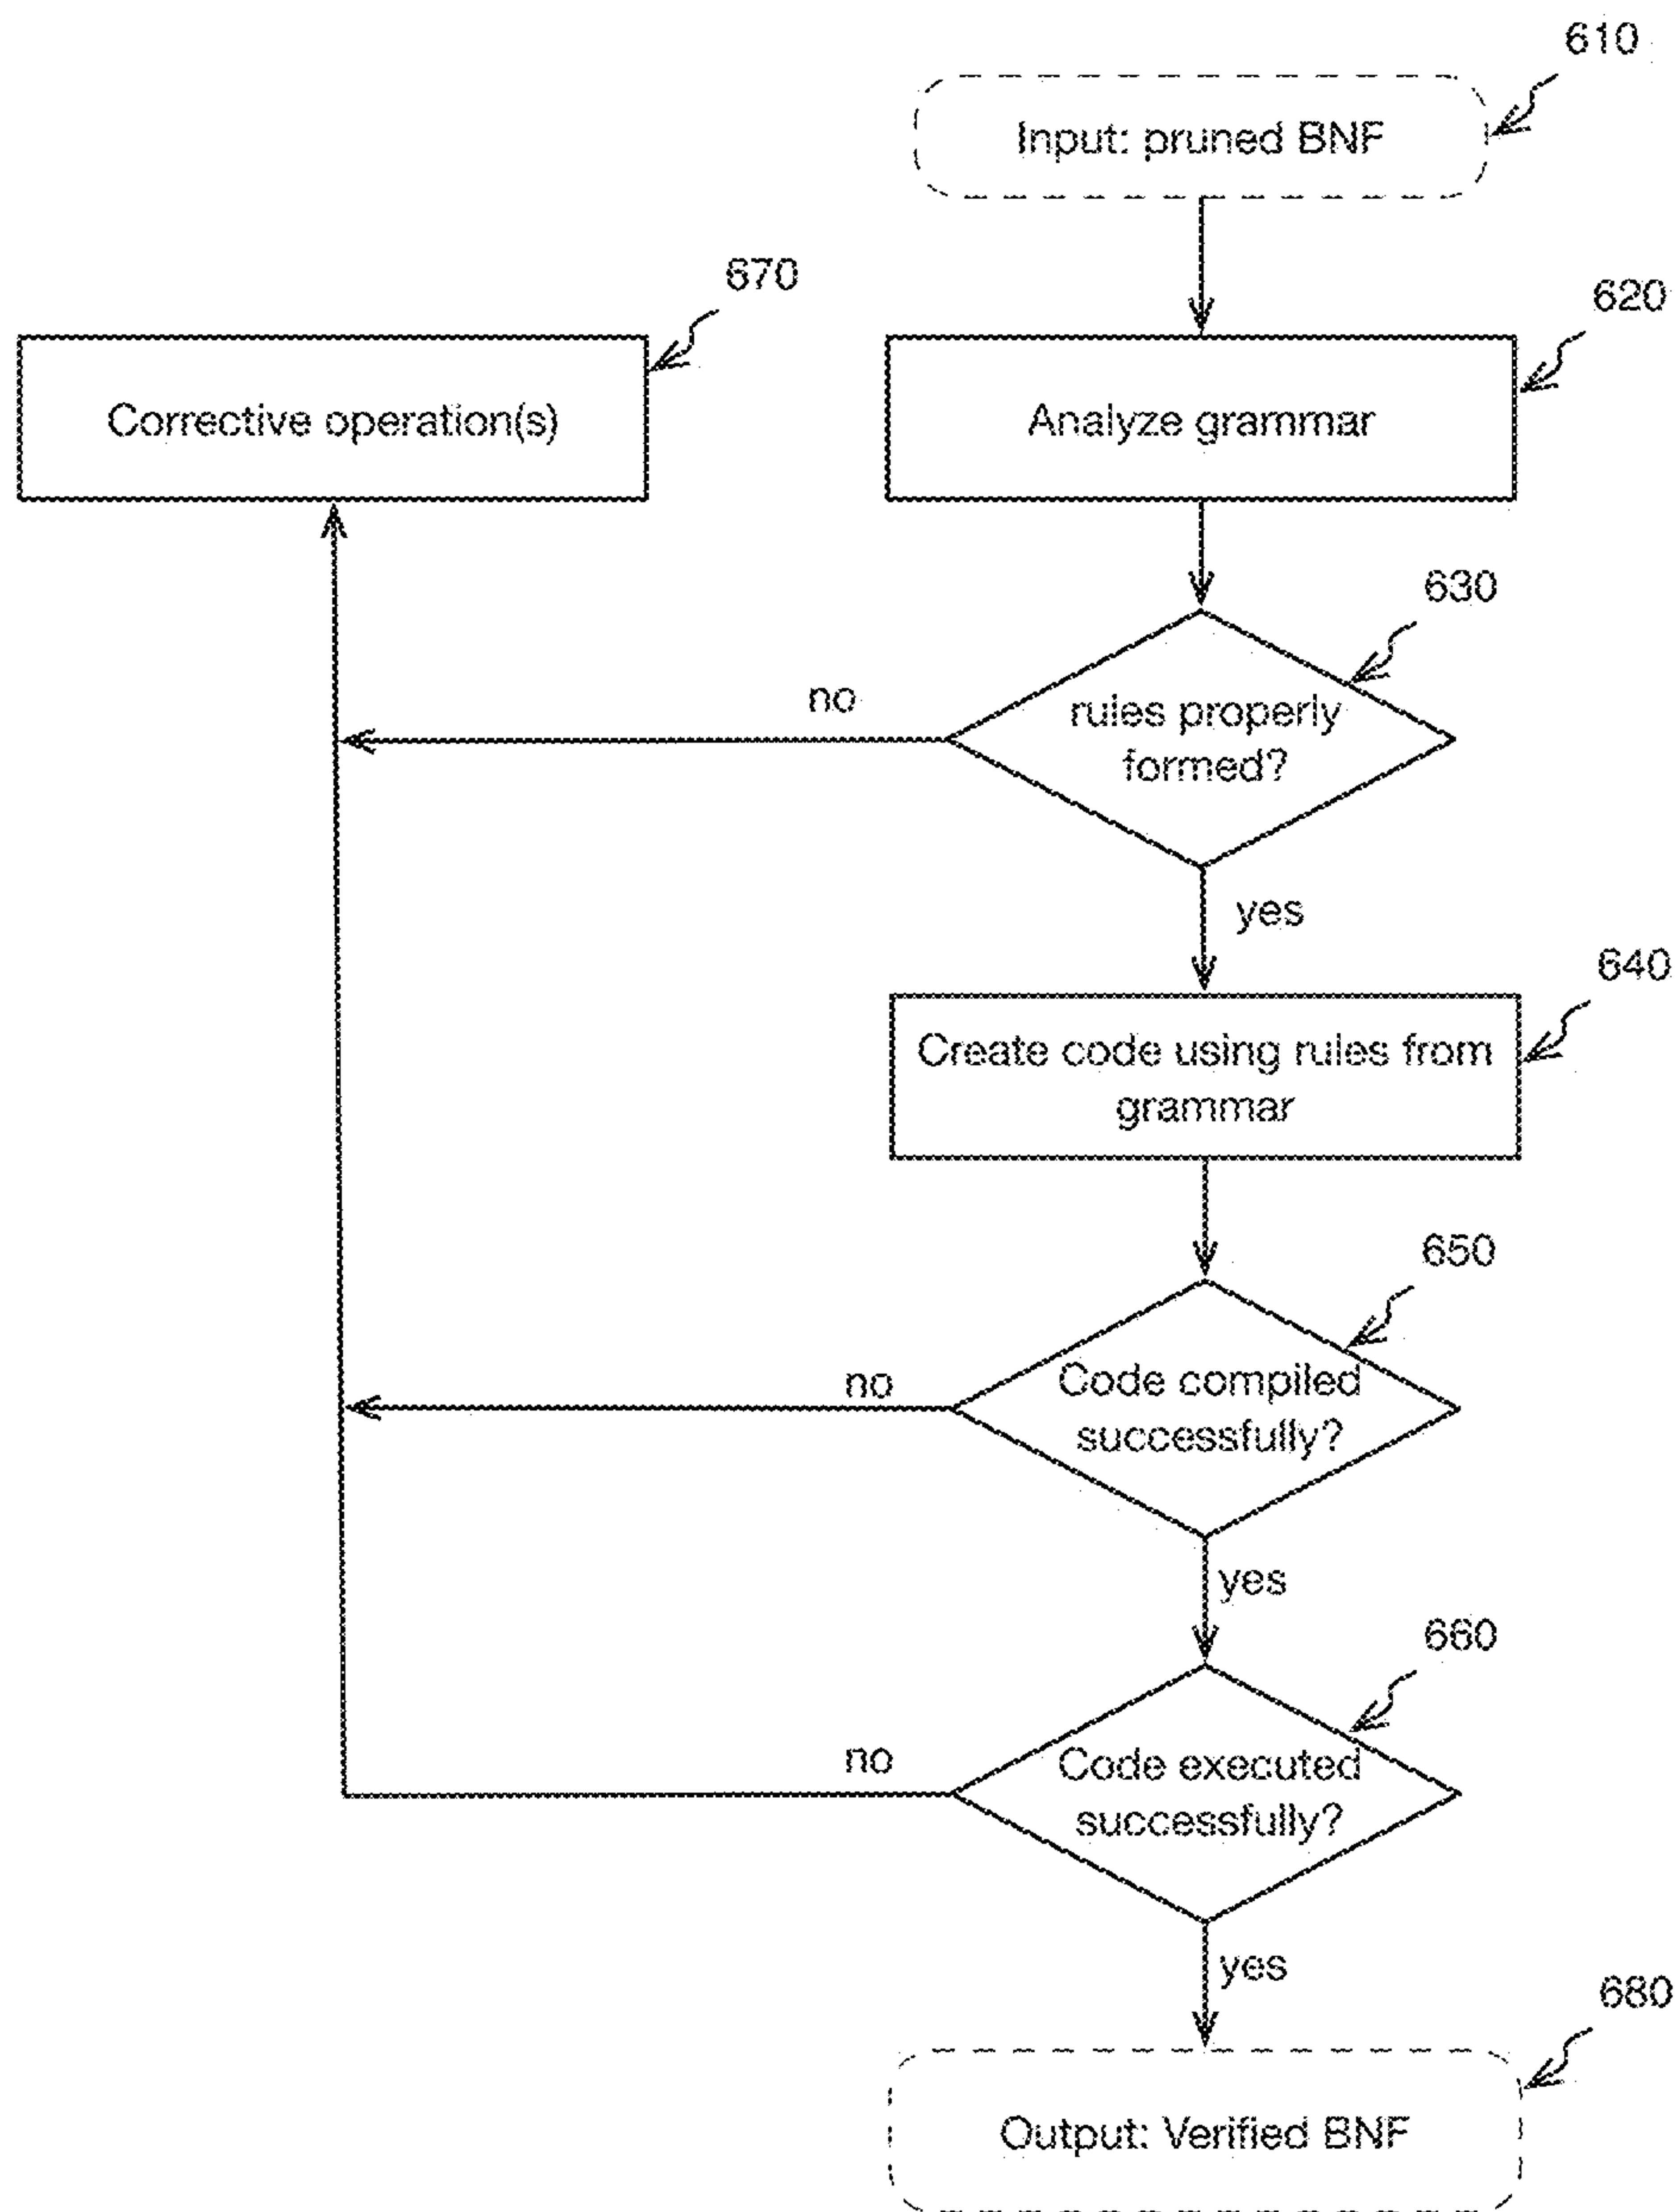 610
Input: pruned BNF
670
620
Corrective operation(s)
Analyze grammar
630
no
rules properly
formed?
yes
640
Create code using rules from
grammar
650
no
Code compiled
successfully?
yes
660
no
Code executed
successfully?
yes
680
Output: Verified BNF